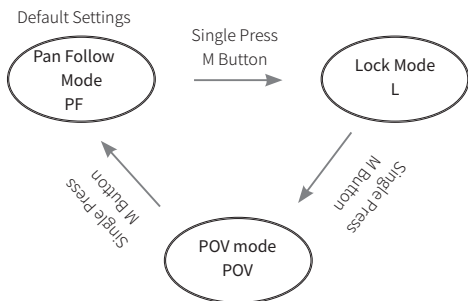 Default Settings
Pan Follow
Mode
PF
Single Press
M Button
Lock Mode
L
Single Press
M Button
POV mode
POV
Single Press
M Button